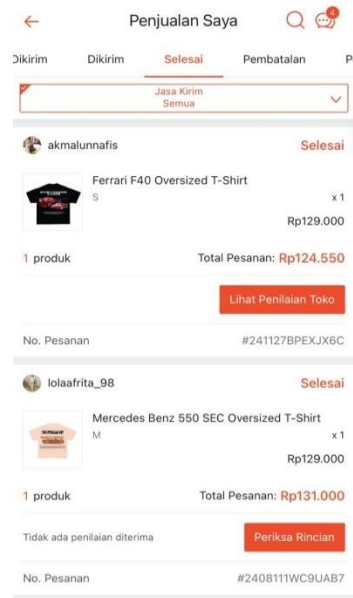 Penjualan Saya
4
Dikirim
Dikirim
Selesai
Pembatalan
P
Jasa Kirim
Semua
akmalunnafis
Selesai
Ferrari F40 Oversized T-Shirt
S
x 1
Rp129.000
1 produk
Total Pesanan: Rp124.550
Lihat Penilaian Toko
No. Pesanan
#241127BPEXJX6C
lolaafrita_98
Selesai
Mercedes Benz 550 SEC Oversized T-Shirt
M
x 1
Rp129.000
1 produk
Total Pesanan: Rp131.000
Tidak ada penilaian diterima
Periksa Rincian
No. Pesanan
#2408111WC9UAB7